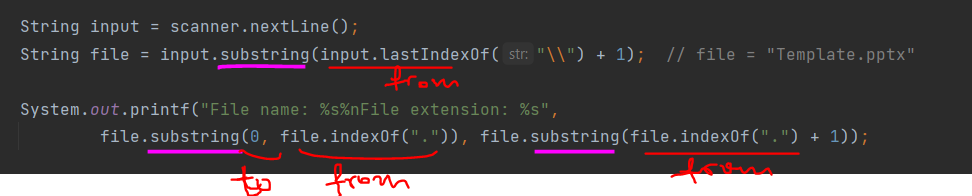 String input = scanner.nextLine();
String file = input.substring(input.lastIndexOf( str: "\\") + 1);  // file = "Template.pptx"
from
System.out.printf("File name: %s%nFile extension: %s",
file.substring(0, file.indexOf(".")), file.substring(file.indexOf(".") + 1));
to from from